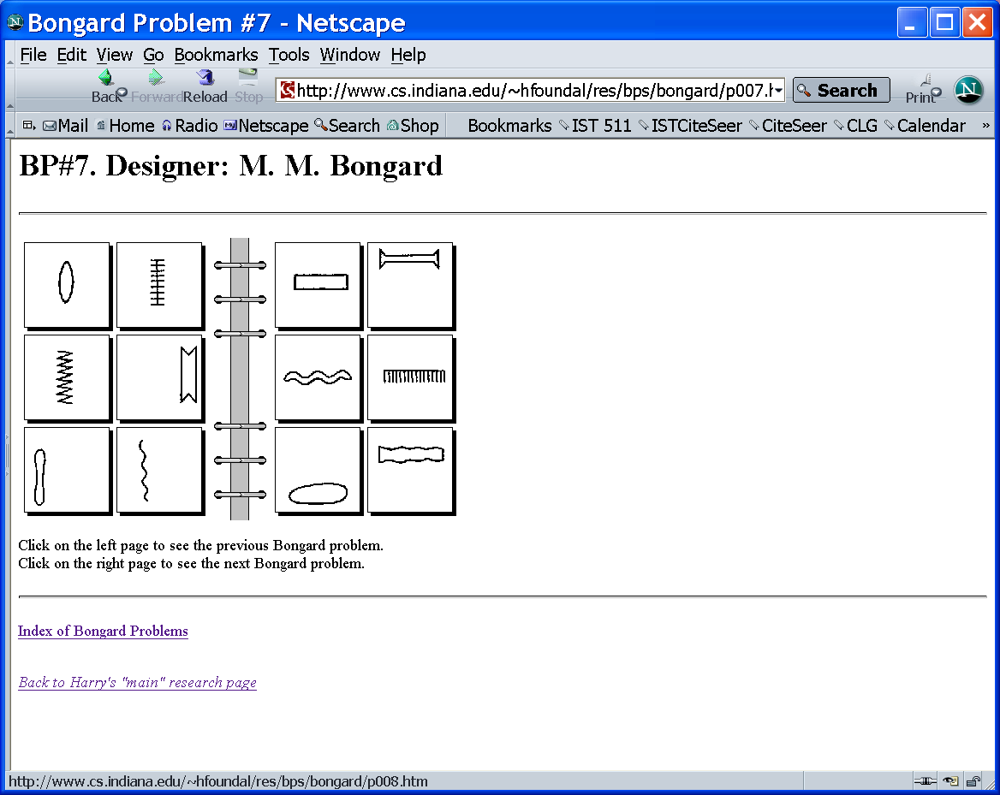 Bongard Problem #7 - Netscape
File Edit View Go Bookmarks Tools Window Help
Back Forward Reload Stop http://www.cs.indiana.edu/~hfoundal/res/bps/bongard/p007.h Search Print N
Mail Home Radio Netscape Search Shop Bookmarks IST 511 ISTCiteSeer CiteSeer CLG Calendar »
BP#7. Designer: M. M. Bongard
Click on the left page to see the previous Bongard problem.
Click on the right page to see the next Bongard problem.
Index of Bongard Problems
Back to Harry's "main" research page
http://www.cs.indiana.edu/~hfoundal/res/bps/bongard/p008.htm